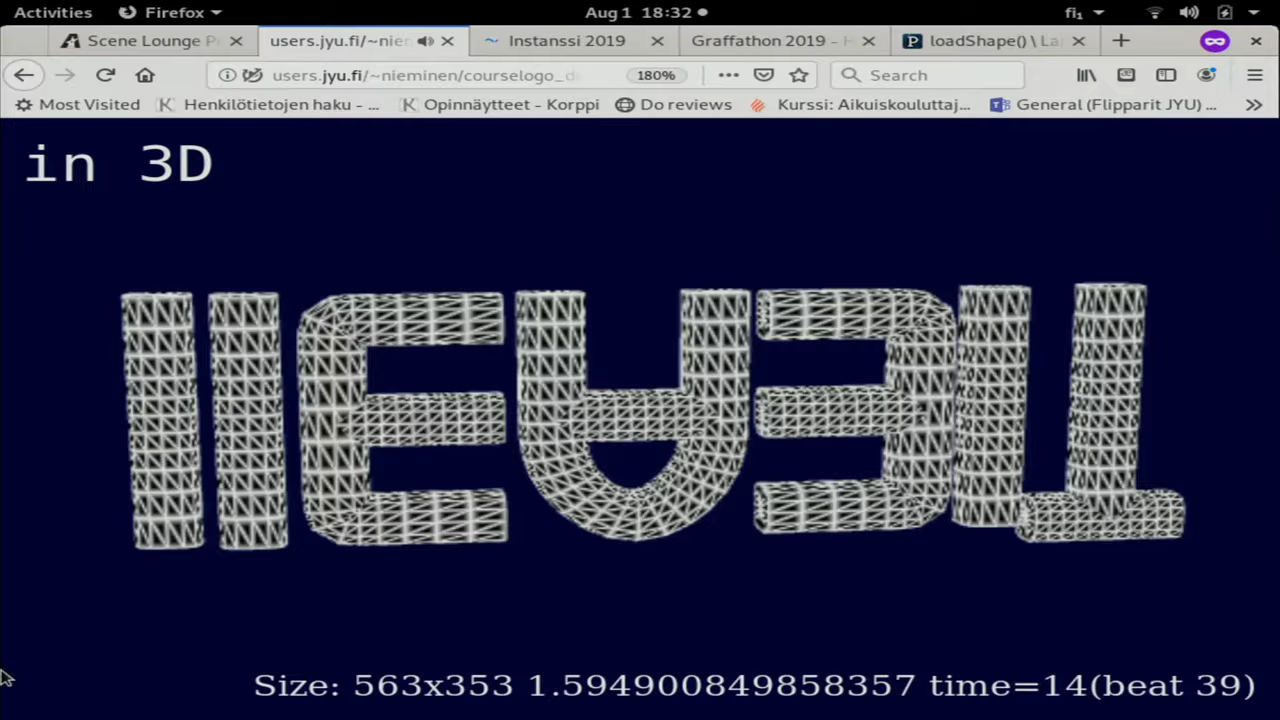 Activities Firefox Aug 1 18:32 fi₁
Scene Lounge P users.jyu.fi/~nien Instanssi 2019 Graffathon 2019 - H loadShape() \ La
users.jyu.fi/~nieminen/courselogo_d 180% Search
Most Visited Henkilötietojen haku - ... Opinnäytteet - Korppi Do reviews Kurssi: Aikuiskouluttaj... General (Flipparit JYU) ...
in 3D
Size: 563x353 1.594900849858357 time=14(beat 39)